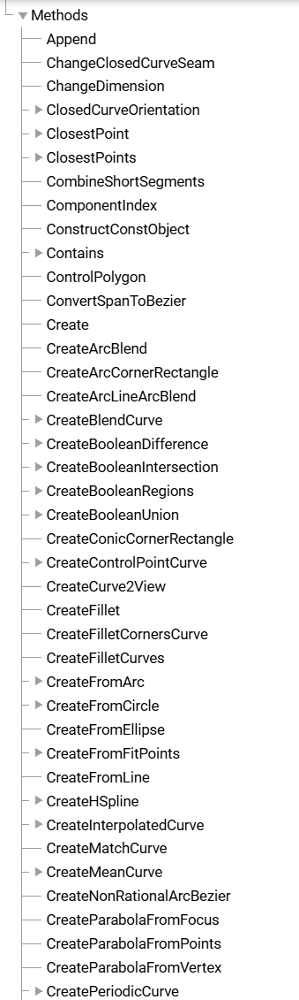 Methods
Append
ChangeClosedCurveSeam
ChangeDimension
ClosedCurveOrientation
ClosestPoint
ClosestPoints
CombineShortSegments
ComponentIndex
ConstructConstObject
Contains
ControlPolygon
ConvertSpanToBezier
Create
CreateArcBlend
CreateArcCornerRectangle
CreateArcLineArcBlend
CreateBlendCurve
CreateBooleanDifference
CreateBooleanIntersection
CreateBooleanRegions
CreateBooleanUnion
CreateConicCornerRectangle
CreateControlPointCurve
CreateCurve2View
CreateFillet
CreateFilletCornersCurve
CreateFilletCurves
CreateFromArc
CreateFromCircle
CreateFromEllipse
CreateFromFitPoints
CreateFromLine
CreateHSpline
CreateInterpolatedCurve
CreateMatchCurve
CreateMeanCurve
CreateNonRationalArcBezier
CreateParabolaFromFocus
CreateParabolaFromPoints
CreateParabolaFromVertex
CreatePeriodicCurve